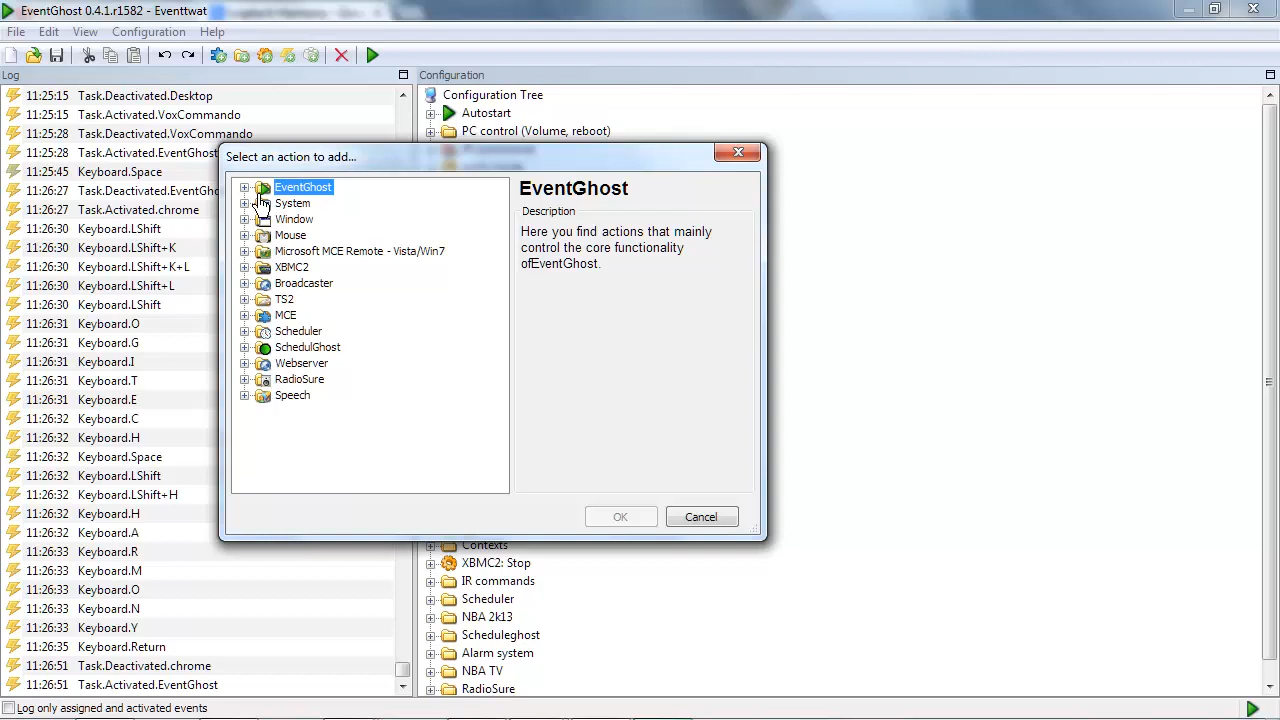 EventGhost 0.4.1.r1582 - Eventtwat
File Edit View Configuration Help
Log
11:25:15 Task.Deactivated.Desktop
11:25:15 Task.Activated.VoxCommando
11:25:28 Task.Deactivated.VoxCommando
11:25:28 Task.Activated.EventGhost
11:25:45 Keyboard.Space
11:26:27 Task.Deactivated.EventGho
11:26:27 Task.Activated.chrome
11:26:30 Keyboard.LShift
11:26:30 Keyboard.LShift+K
11:26:30 Keyboard.LShift+K+L
11:26:30 Keyboard.LShift+L
11:26:30 Keyboard.LShift
11:26:31 Keyboard.O
11:26:31 Keyboard.G
11:26:31 Keyboard.I
11:26:31 Keyboard.T
11:26:31 Keyboard.E
11:26:32 Keyboard.C
11:26:32 Keyboard.H
11:26:32 Keyboard.Space
11:26:32 Keyboard.LShift
11:26:32 Keyboard.LShift+H
11:26:33 Keyboard.H
11:26:33 Keyboard.A
11:26:33 Keyboard.R
11:26:33 Keyboard.M
11:26:33 Keyboard.O
11:26:33 Keyboard.N
11:26:33 Keyboard.Y
11:26:35 Keyboard.Return
11:26:51 Task.Deactivated.chrome
11:26:51 Task.Activated.EventGhost
Log only assigned and activated events
Configuration
Configuration Tree
Autostart
PC control (Volume, reboot)
Select an action to add...
EventGhost
System
Window
Mouse
Microsoft MCE Remote - Vista/Win7
XBMC2
Broadcaster
TS2
MCE
Scheduler
SchedulGhost
Webserver
RadioSure
Speech
EventGhost
Description
Here you find actions that mainly
control the core functionality
ofEventGhost.
OK
Cancel
Contexts
XBMC2: Stop
IR commands
Scheduler
NBA 2k13
Scheduleghost
Alarm system
NBA TV
RadioSure